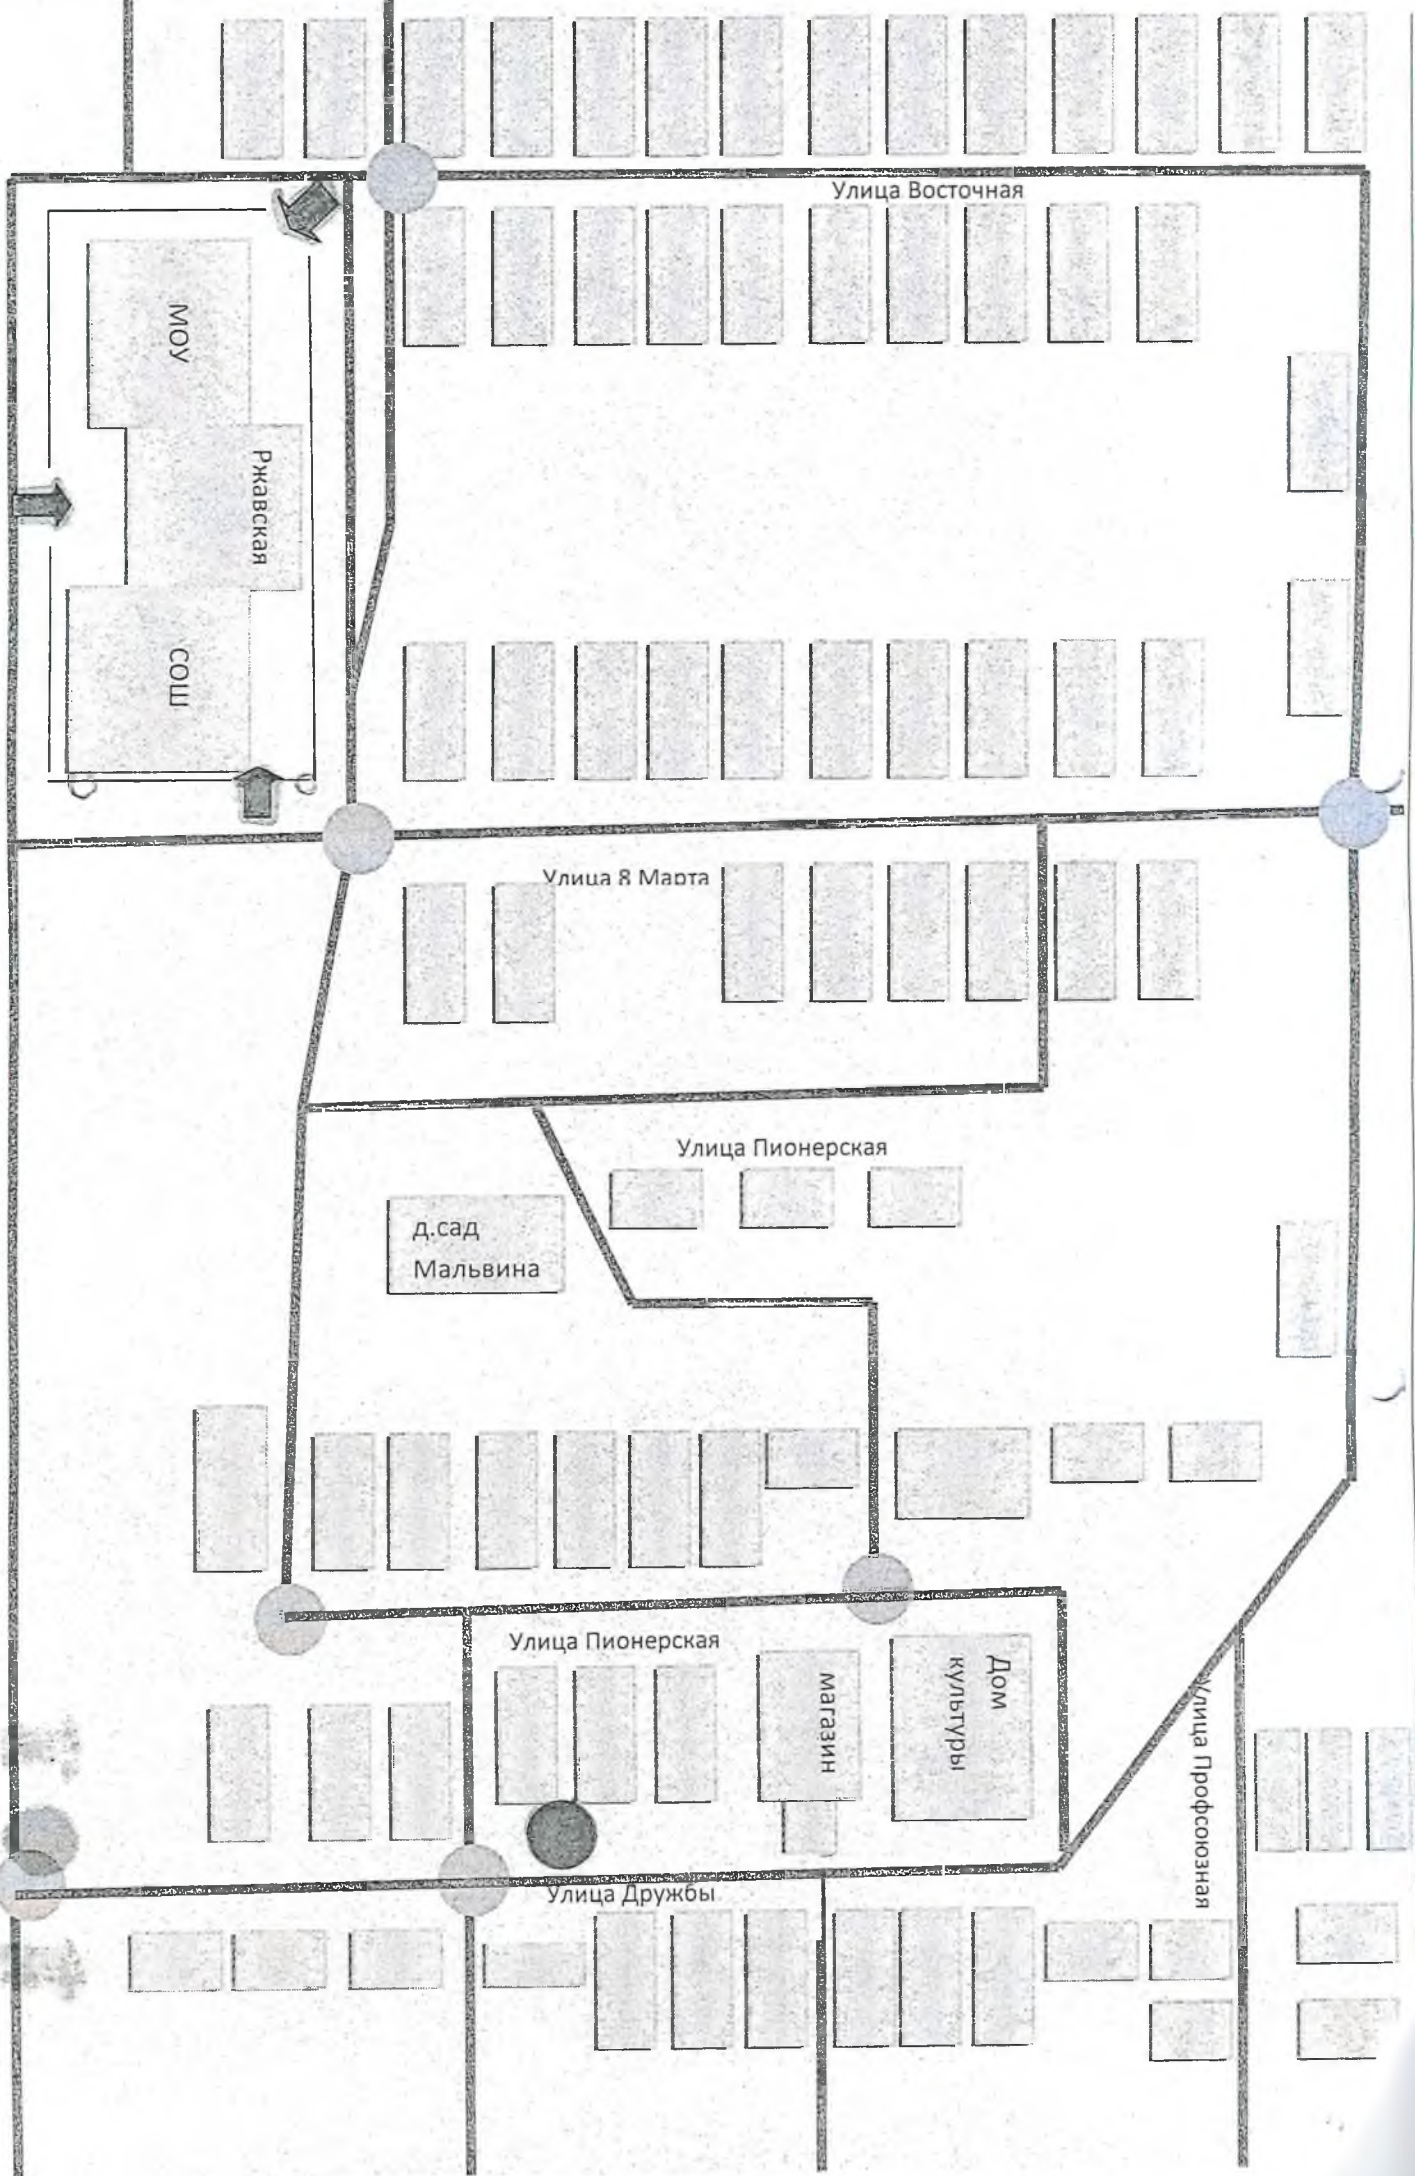 Улица Восточная
МОУ
Ржавская
СОШ
Улица 8 Марта
Улица Пионерская
д.сад
Мальвина
Улица Пионерская
магазин
Дом
культуры
Улица Профсоюзная
Улица Дружбы